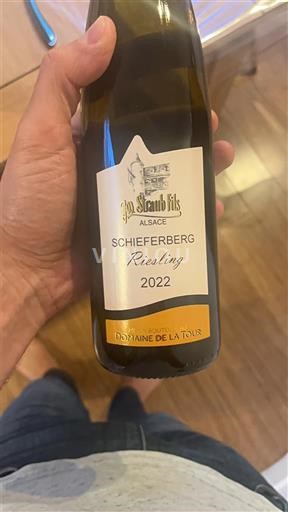 Jos. Straub Fils
ALSACE
SCHIEFERBERG
Riesling
2022
DOMAINE DE LA TOUR